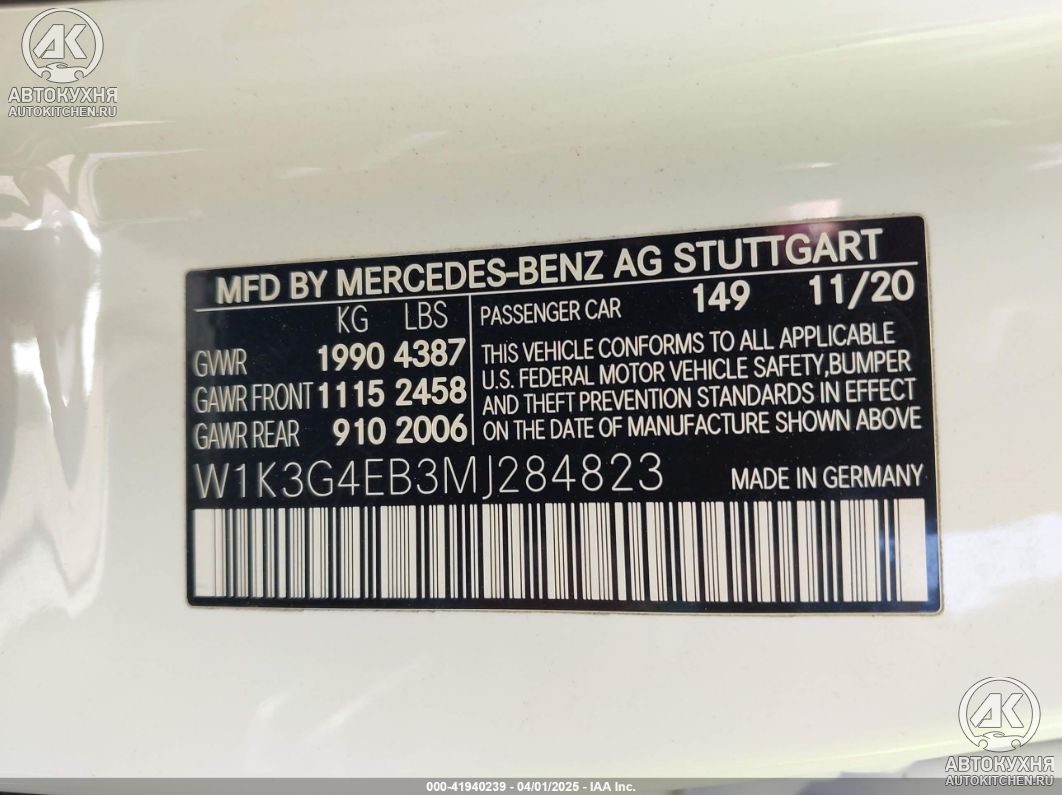 AK
АВТОКУХНЯ
AUTOKITCHEN.RU
MFD BY MERCEDES-BENZ AG STUTTGART
KG LBS
GVWR 1990 4387
GAWR FRONT 1115 2458
GAWR REAR 910 2006
PASSENGER CAR 149 11/20
THIS VEHICLE CONFORMS TO ALL APPLICABLE
U.S. FEDERAL MOTOR VEHICLE SAFETY, BUMPER
AND THEFT PREVENTION STANDARDS IN EFFECT
ON THE DATE OF MANUFACTURE SHOWN ABOVE
W1K3G4EB3MJ284823
MADE IN GERMANY
AK
АВТОКУХНЯ
AUTOKITCHEN.RU
000-41940239 - 04/01/2025 - IAA Inc.